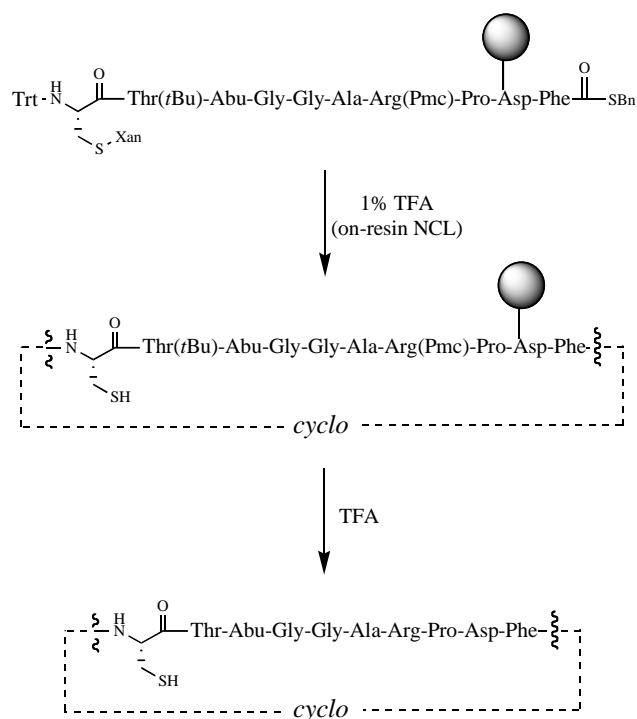 Trt-N H O Thr(tBu)-Abu-Gly-Gly-Ala-Arg(Pmc)-Pro-Asp-Phe O SBn
S-Xan
1% TFA
(on-resin NCL)
H N O Thr(tBu)-Abu-Gly-Gly-Ala-Arg(Pmc)-Pro-Asp-Phe
SH
cyclo
TFA
H N O Thr-Abu-Gly-Gly-Ala-Arg-Pro-Asp-Phe
SH
cyclo